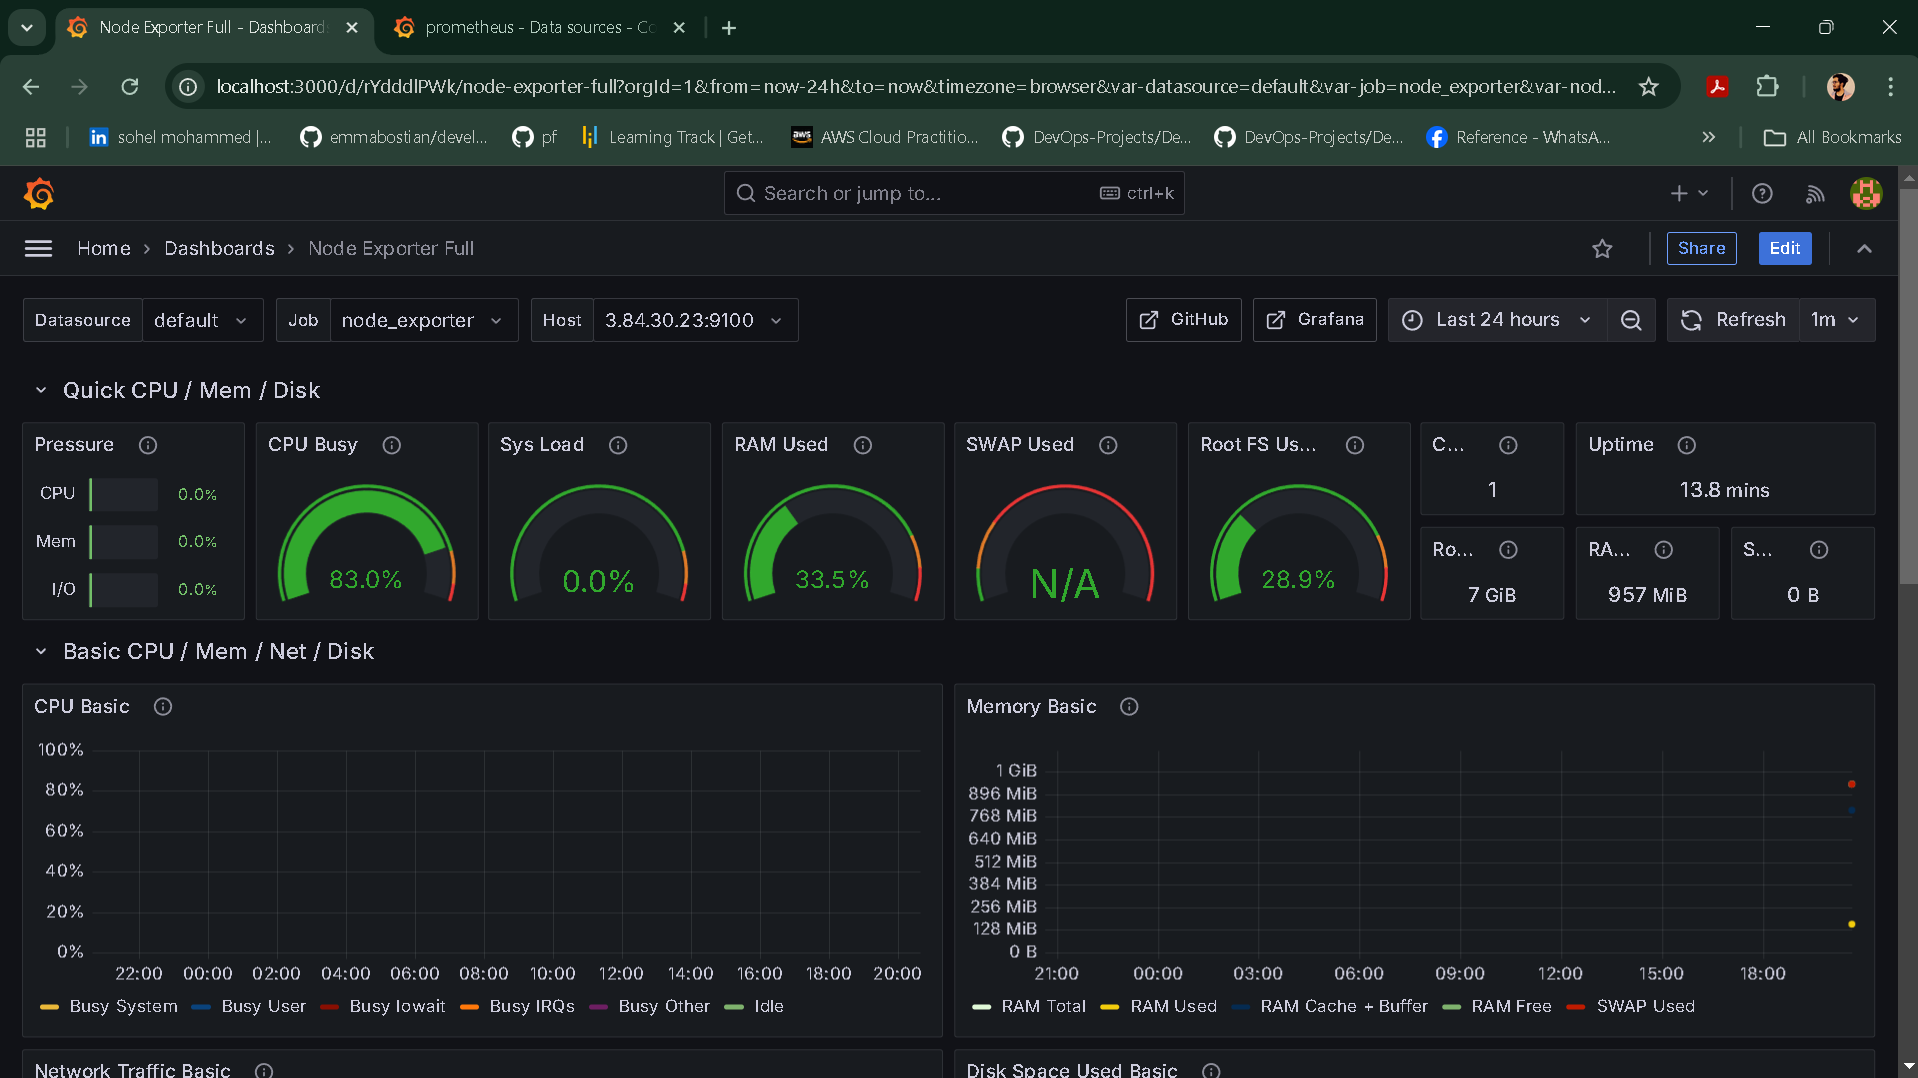 Node Exporter Full - Dashboards
prometheus - Data sources - Co
localhost:3000/d/rYdddlPWk/node-exporter-full?orgId=1&from=now-24h&to=now&timezone=browser&var-datasource=default&var-job=node_exporter&var-nod...
sohel mohammed |... emmabostian/devel... pf Learning Track | Get... AWS Cloud Practitio... DevOps-Projects/De... DevOps-Projects/De... Reference - WhatsA... » All Bookmarks
Search or jump to... ctrl+k
Home › Dashboards › Node Exporter Full Share Edit
Datasource default Job node_exporter Host 3.84.30.23:9100 GitHub Grafana Last 24 hours Refresh 1m
Quick CPU / Mem / Disk
Pressure
CPU 0.0%
Mem 0.0%
I/O 0.0%
CPU Busy
83.0%
Sys Load
0.0%
RAM Used
33.5%
SWAP Used
N/A
Root FS Us...
28.9%
C...
1
Uptime
13.8 mins
Ro...
7 GiB
RA...
957 MiB
S...
0 B
Basic CPU / Mem / Net / Disk
CPU Basic
100%
80%
60%
40%
20%
0%
22:00 00:00 02:00 04:00 06:00 08:00 10:00 12:00 14:00 16:00 18:00 20:00
Busy System Busy User Busy Iowait Busy IRQs Busy Other Idle
Memory Basic
1 GiB
896 MiB
768 MiB
640 MiB
512 MiB
384 MiB
256 MiB
128 MiB
0 B
21:00 00:00 03:00 06:00 09:00 12:00 15:00 18:00
RAM Total RAM Used RAM Cache + Buffer RAM Free SWAP Used
Network Traffic Basic
Disk Space Used Basic